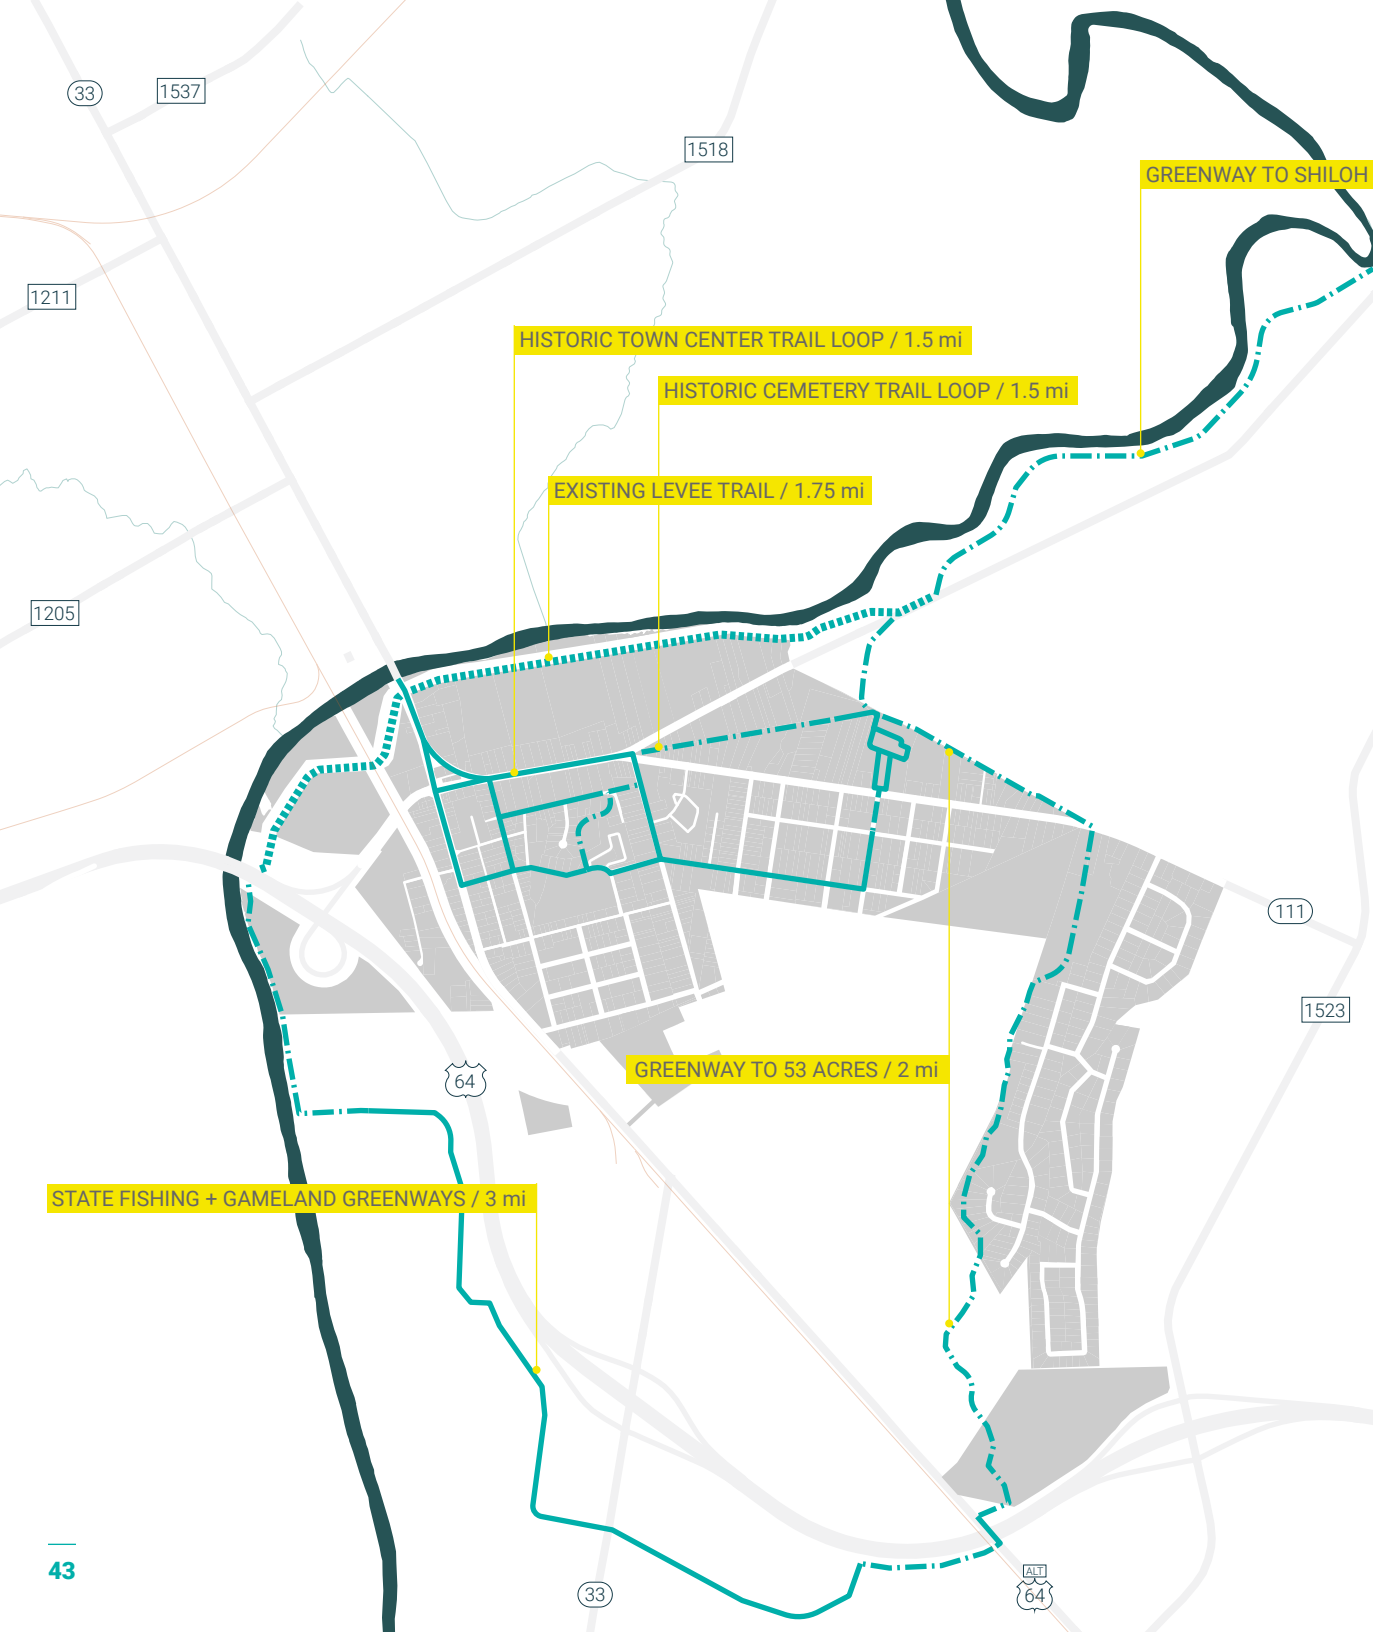 33
1537
1518
GREENWAY TO SHILOH
1211
HISTORIC TOWN CENTER TRAIL LOOP / 1.5 mi
HISTORIC CEMETERY TRAIL LOOP / 1.5 mi
EXISTING LEVEE TRAIL / 1.75 mi
1205
111
1523
GREENWAY TO 53 ACRES / 2 mi
64
STATE FISHING + GAMELAND GREENWAYS / 3 mi
43
33
ALT
64